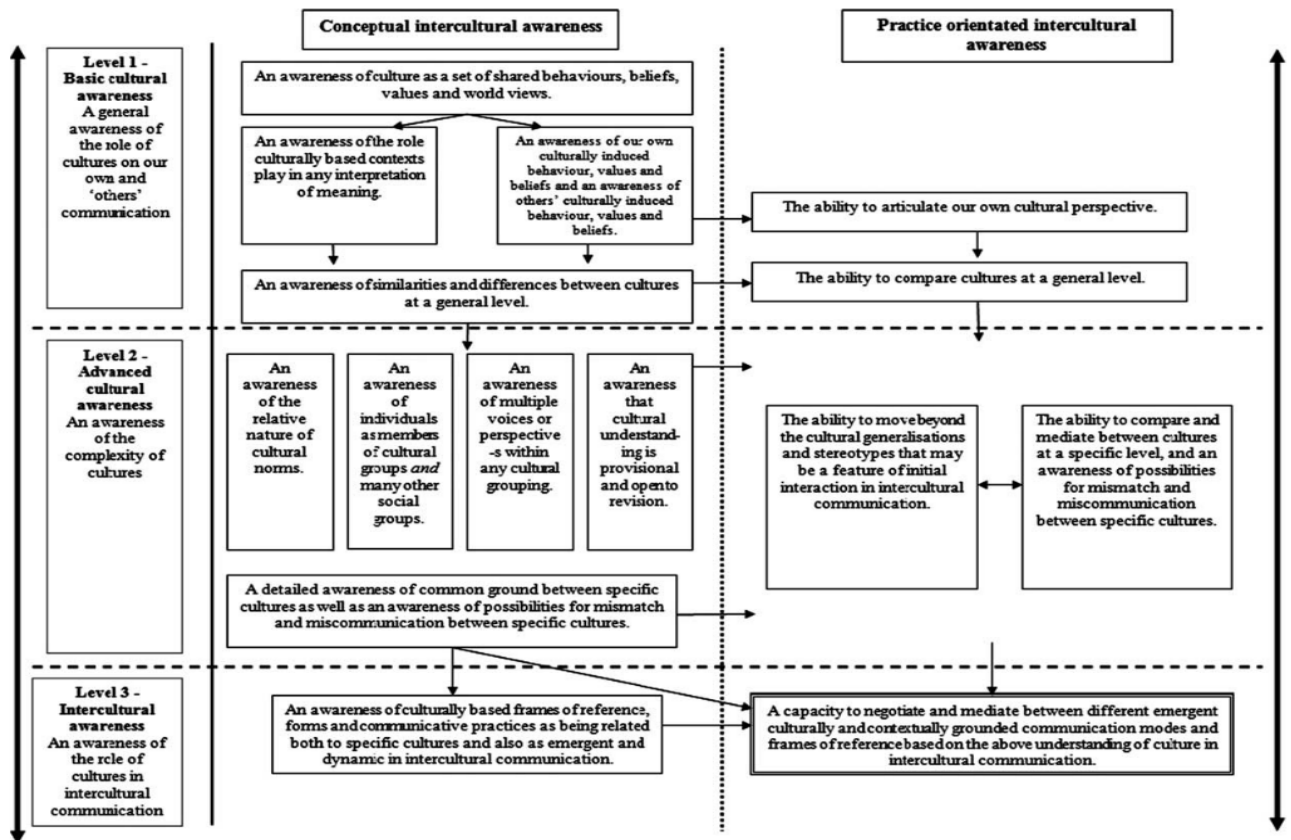 Conceptual intercultural awareness
Practice orientated intercultural
awareness
Level 1 -
Basic cultural
awareness
A general
awareness of
the role of
cultures on our
own and
‘others’
communication
An awareness of culture as a set of shared behaviours, beliefs,
values and world views.
An awareness of the role
culturally based contexts
play in any interpretation
of meaning.
An awareness of our own
culturally induced
behaviour, values and
beliefs and an awareness of
others’ culturally induced
behaviour, values and
beliefs.
The ability to articulate our own cultural perspective.
An awareness of similarities and differences between cultures
at a general level.
The ability to compare cultures at a general level.
Level 2 -
Advanced
cultural
awareness
An awareness
of the
complexity of
cultures
An
awareness
of the
relative
nature of
cultural
norms.
An
awareness
of
individuals
as members
of cultural
groups and
many other
social
groups.
An
awareness
of multiple
voices or
perspective
-s within
any cultural
grouping.
An
awareness
that
cultural
understand-
ing is
provisional
and open to
revision.
The ability to move beyond
the cultural generalisations
and stereotypes that may
be a feature of initial
interaction in intercultural
communication.
The ability to compare and
mediate between cultures
at a specific level, and an
awareness of possibilities
for mismatch and
miscommunication
between specific cultures.
A detailed awareness of common ground between specific
cultures as well as an awareness of possibilities for mismatch
and miscommunication between specific cultures.
Level 3 -
Intercultural
awareness
An awareness of
the role of
cultures in
intercultural
communication
An awareness of culturally based frames of reference,
forms and communicative practices as being related
both to specific cultures and also as emergent and
dynamic in intercultural communication.
A capacity to negotiate and mediate between different emergent
culturally and contextually grounded communication modes and
frames of reference based on the above understanding of culture in
intercultural communication.